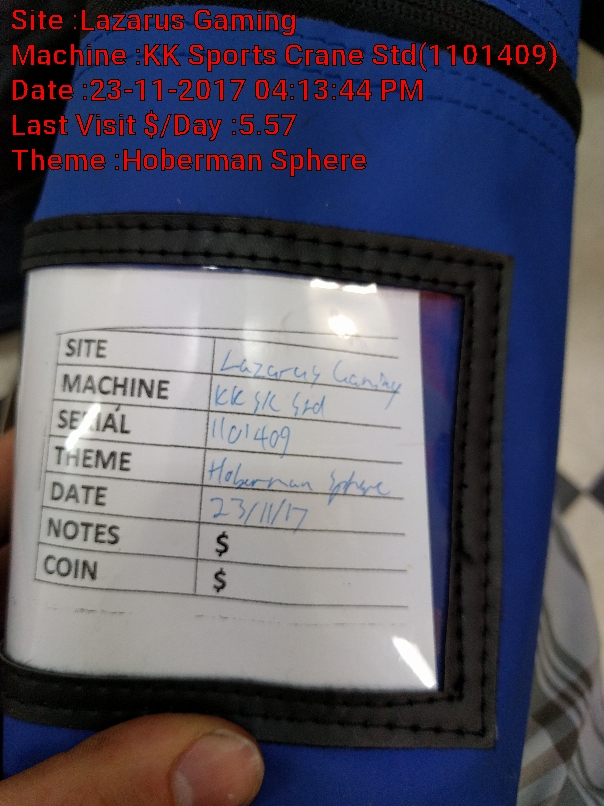 Site :Lazarus Gaming
Machine :KK Sports Crane Std(1101409)
Date :23-11-2017 04:13:44 PM
Last Visit $/Day :5.57
Theme :Hoberman Sphere
SITE Lazarus Gaming
MACHINE KK SK Std
SERIAL 1101409
THEME Hoberman Sphere
DATE 23/11/17
NOTES $
COIN $